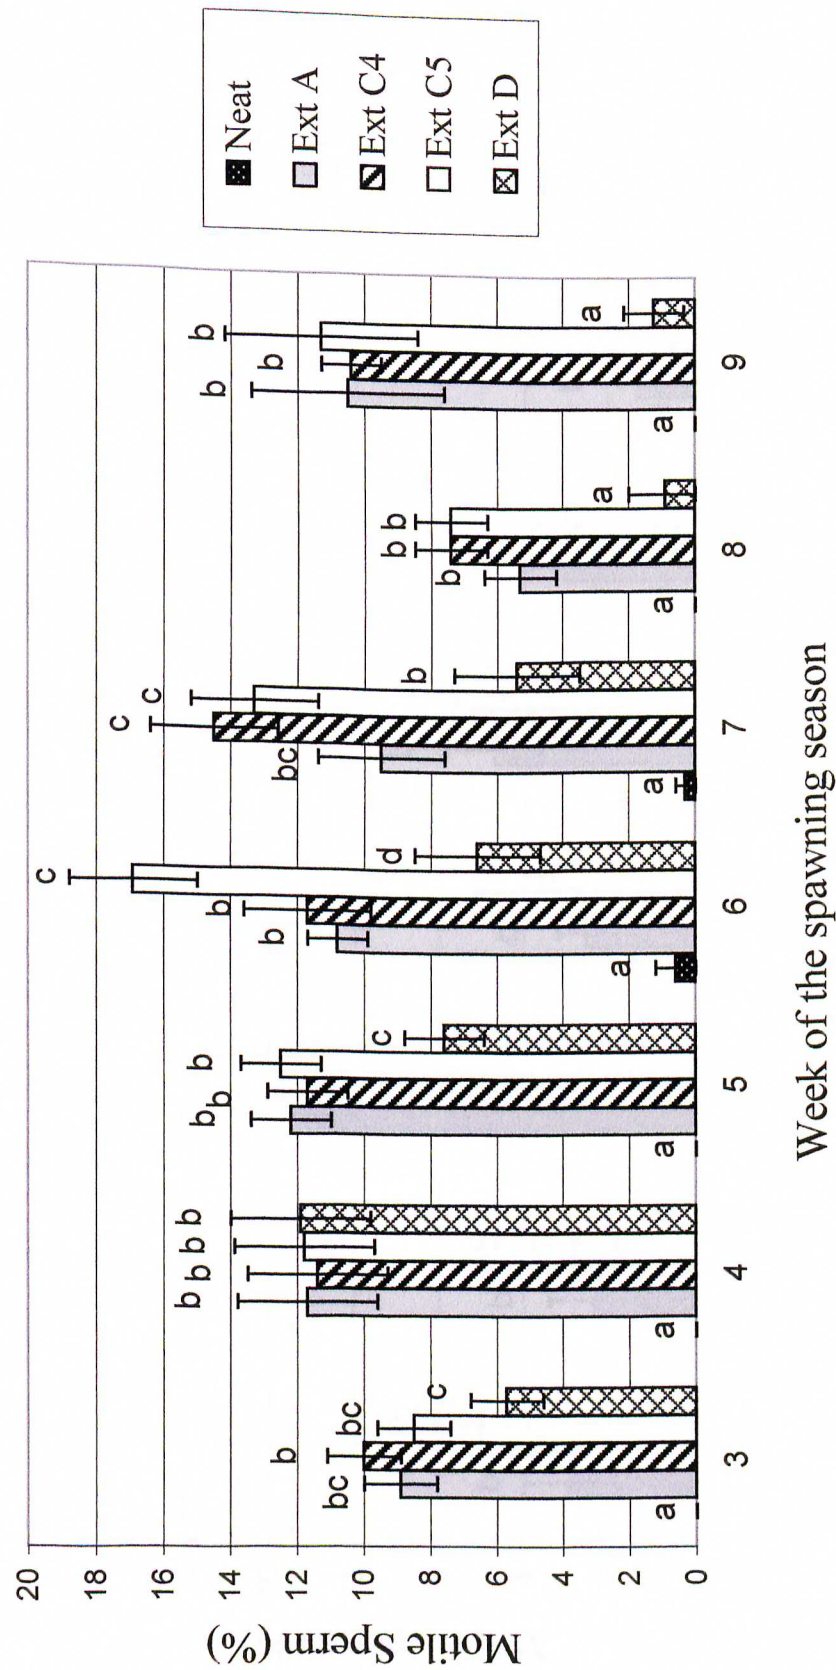 Motile Sperm (%)
20
18
16
14
12
10
8
6
4
2
0
a bc b bc c
a b b b b
a b b b c
a b b c d
a bc c c b
a b b b a
a b b b a
3 4 5 6 7 8 9
Week of the spawning season
Neat
Ext A
Ext C4
Ext C5
Ext D